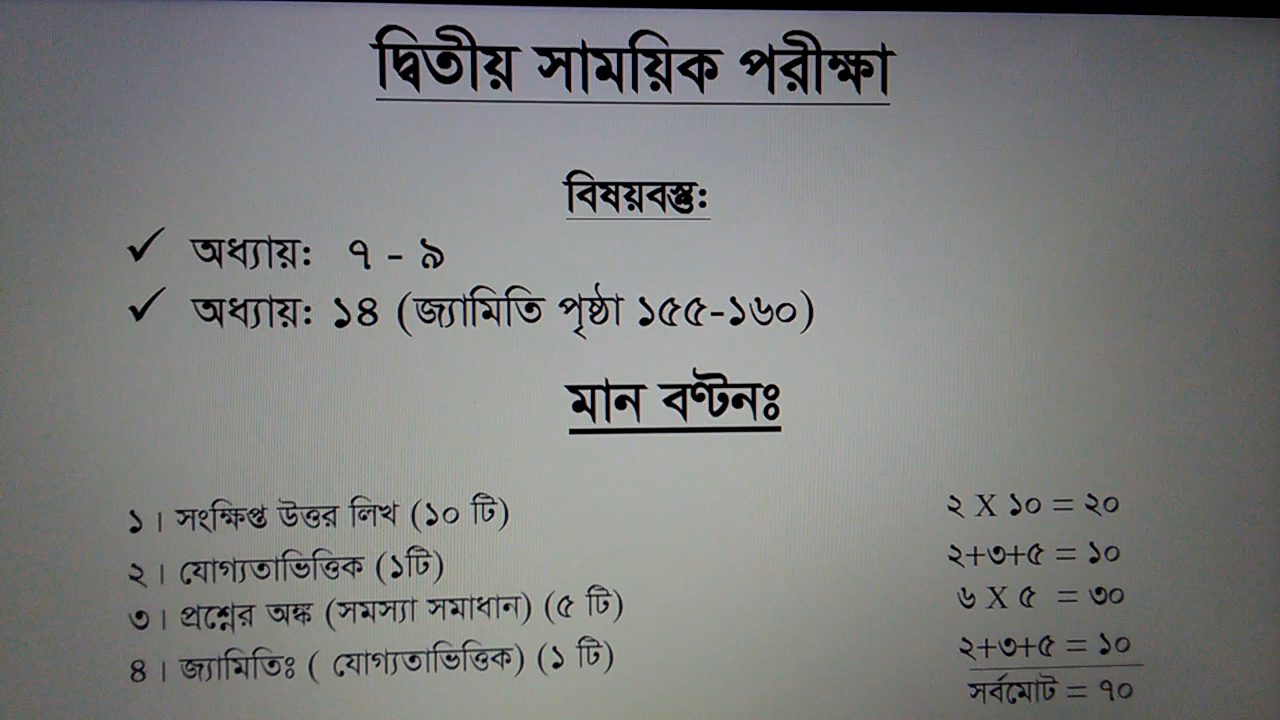 দ্বিতীয় সাময়িক পরীক্ষা
বিষয়বস্তুঃ
✓ অধ্যায়ঃ ৭ - ৯
✓ অধ্যায়ঃ ১৪ (জ্যামিতি পৃষ্ঠা ১৫৫-১৬০)
মান বণ্টনঃ
১। সংক্ষিপ্ত উত্তর লিখ (১০ টি) ২ X ১০ = ২০
২। যোগ্যতাভিত্তিক (১টি) ২+৩+৫ = ১০
৩। প্রশ্নের অঙ্ক (সমস্যা সমাধান) (৫ টি) ৬ X ৫ = ৩০
৪। জ্যামিতিঃ ( যোগ্যতাভিত্তিক) (১ টি) ২+৩+৫ = ১০
সর্বমোট = ৭০